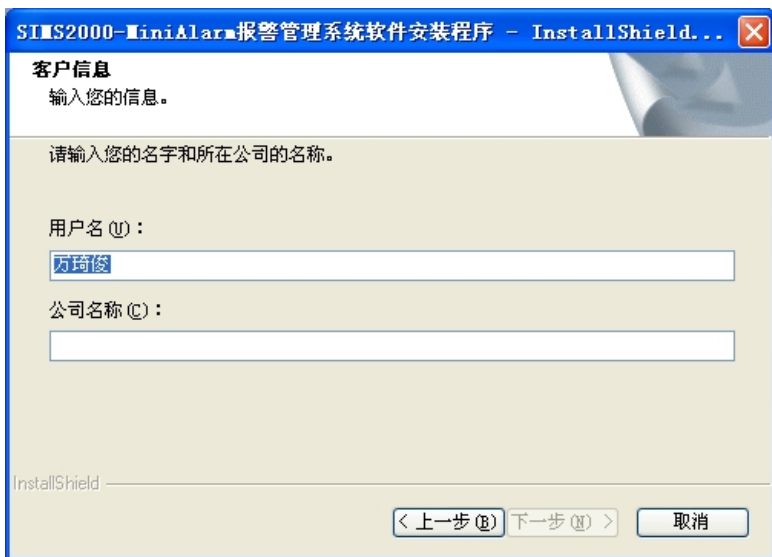 SIMS2000-MiniAlarm报警管理系统软件安装程序 - InstallShield...
客户信息
输入您的信息。
请输入您的名字和所在公司的名称。
用户名(U)：
万琦俊
公司名称(C)：
InstallShield
< 上一步(B) 下一步(N) > 取消